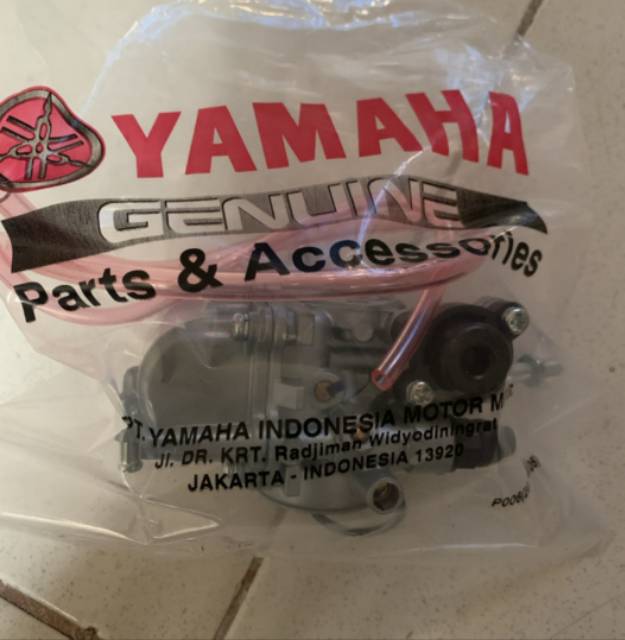 YAMAHA
GENUINE
Parts & Accessories
PT. YAMAHA INDONESIA MOTOR
Jl. DR. KRT. Radjiman Widyodiningrat
JAKARTA - INDONESIA 13920